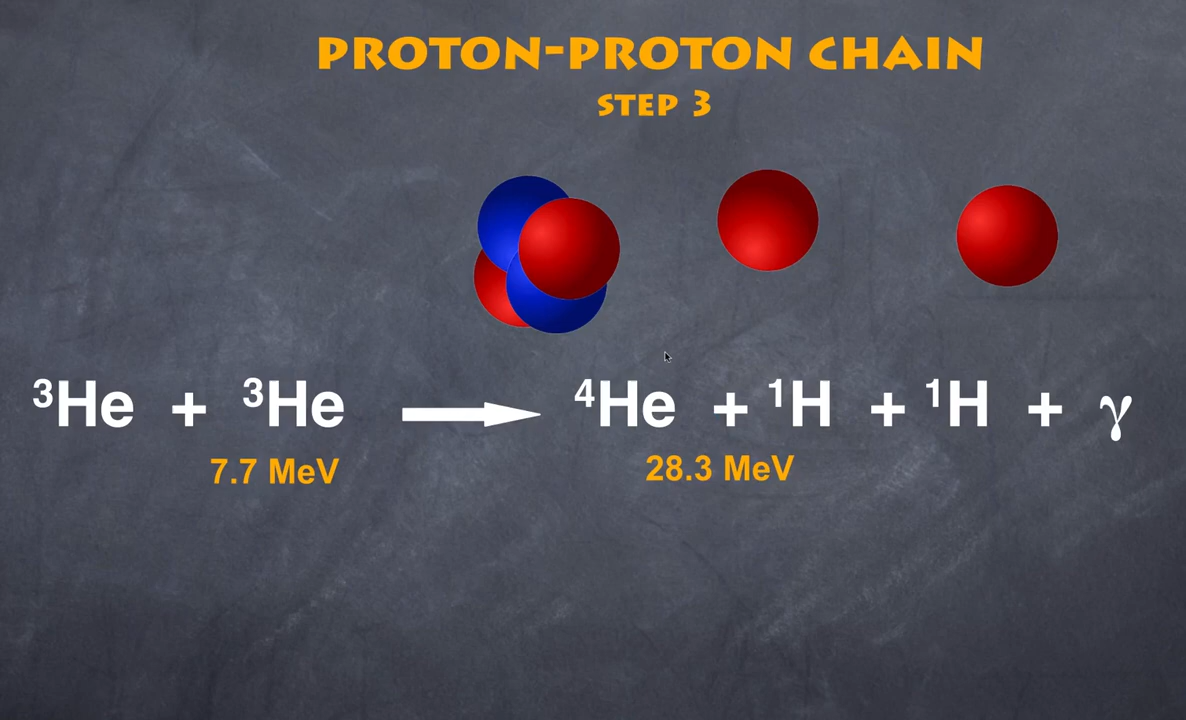 PROTON-PROTON CHAIN
STEP 3
³He + ³He ⟶ ⁴He + ¹H + ¹H + γ
7.7 MeV 28.3 MeV